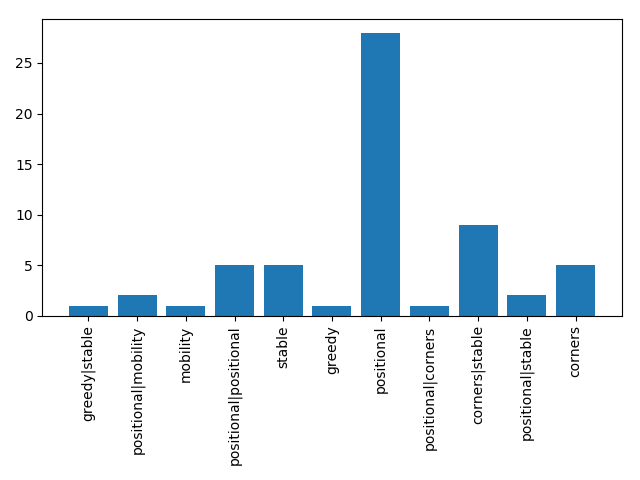 25
20
15
10
5
0
greedy|stable
positional|mobility
mobility
positional|positional
stable
greedy
positional
positional|corners
corners|stable
positional|stable
corners